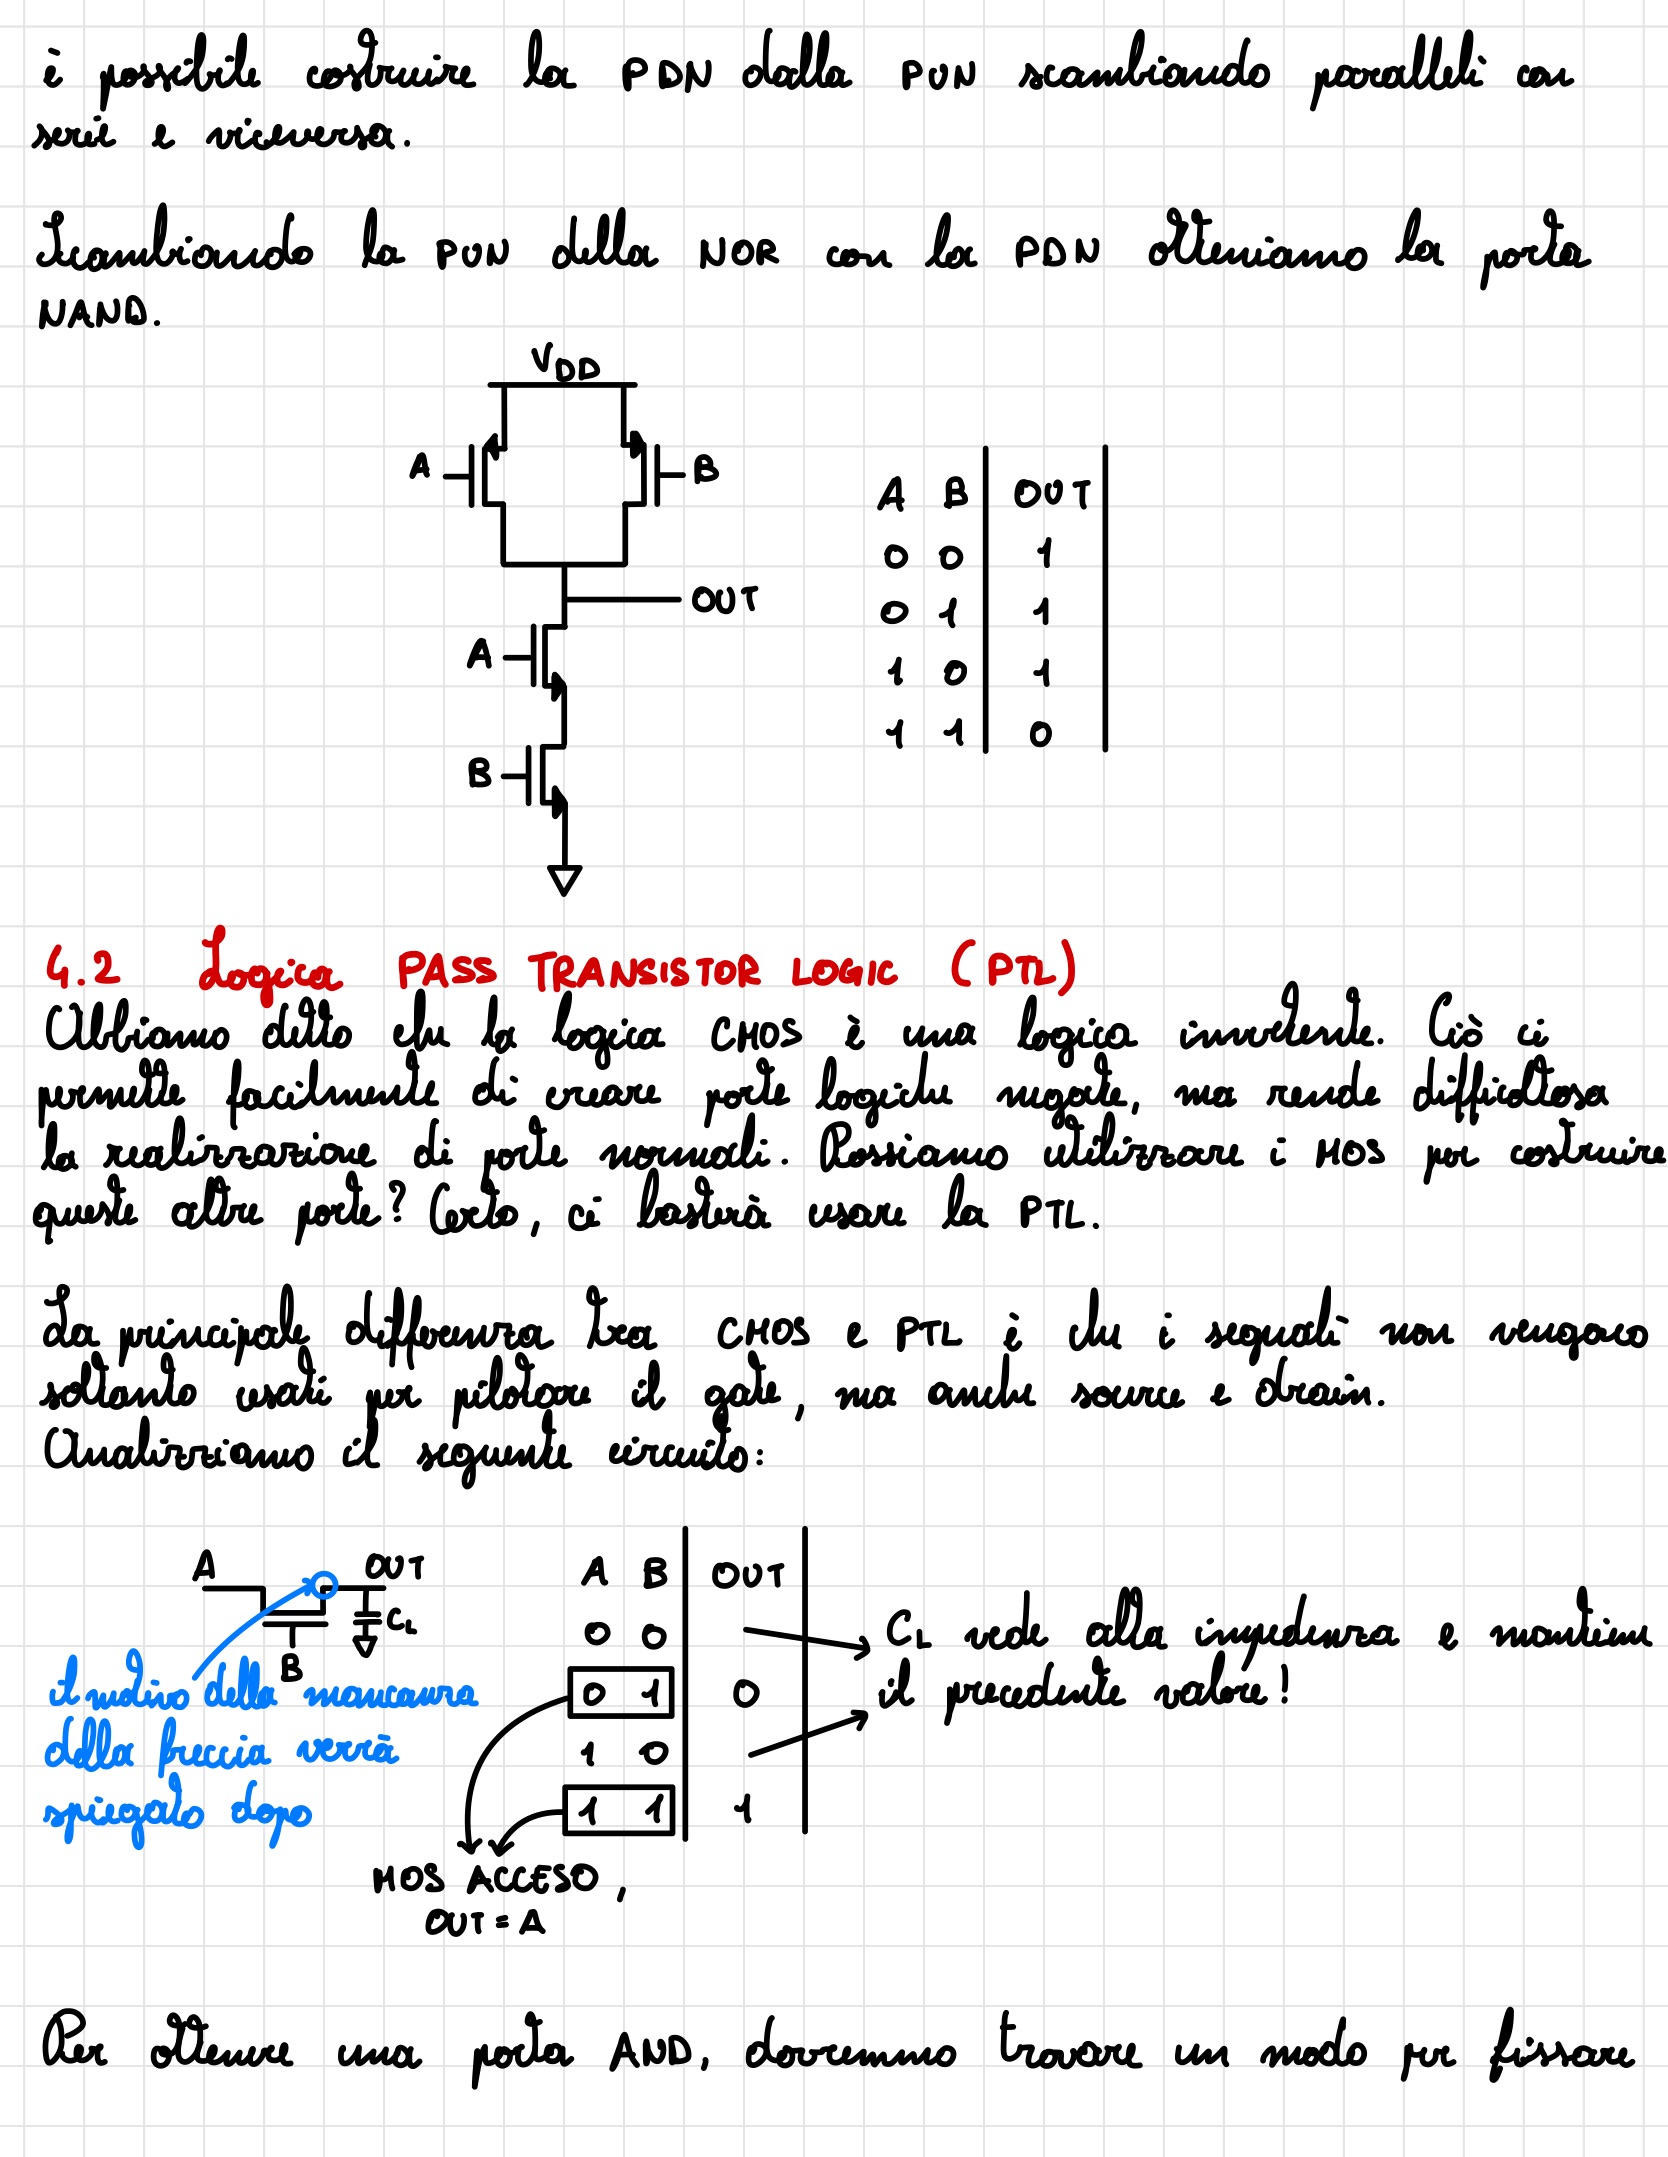 è possibile costruire la PDN dalla PUN scambiando paralleli con
serie e viceversa.
Scambiando la PUN della NOR con la PDN otteniamo la porta
NAND.
VDD
A
B
OUT
A
B
A B OUT
0 0 1
0 1 1
1 0 1
1 1 0
4.2 Logica PASS TRANSISTOR LOGIC (PTL)
Abbiamo detto che la logica CMOS è una logica invertente. Ciò ci
permette facilmente di creare porte logiche negate, ma rende difficoltosa
la realizzazione di porte normali. Possiamo utilizzare i MOS per costruire
queste altre porte? Certo, ci basterà usare la PTL.
La principale differenza tra CMOS e PTL è che i segnali non vengono
soltanto usati per pilotare il gate, ma anche source e drain.
Analizziamo il seguente circuito:
A
OUT
CL
B
il motivo della mancanza
della freccia verrà
spiegato dopo
A B OUT
0 0
0 1 0
1 0
1 1 1
CL vede alta impedenza e mantiene
il precedente valore!
MOS ACCESO,
OUT = A
Per ottenere una porta AND, dovremmo trovare un modo per fissare